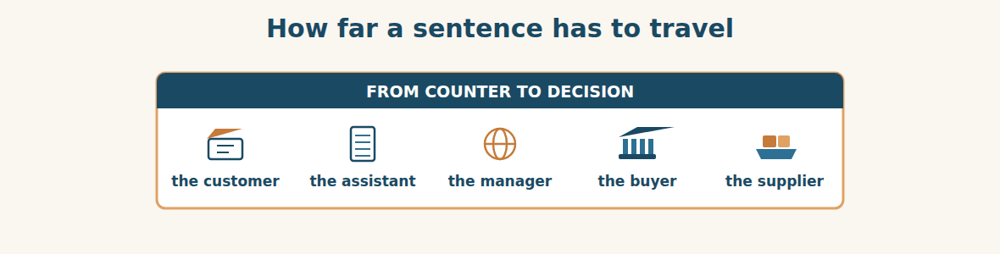 How far a sentence has to travel
FROM COUNTER TO DECISION
the customer
the assistant
the manager
the buyer
the supplier